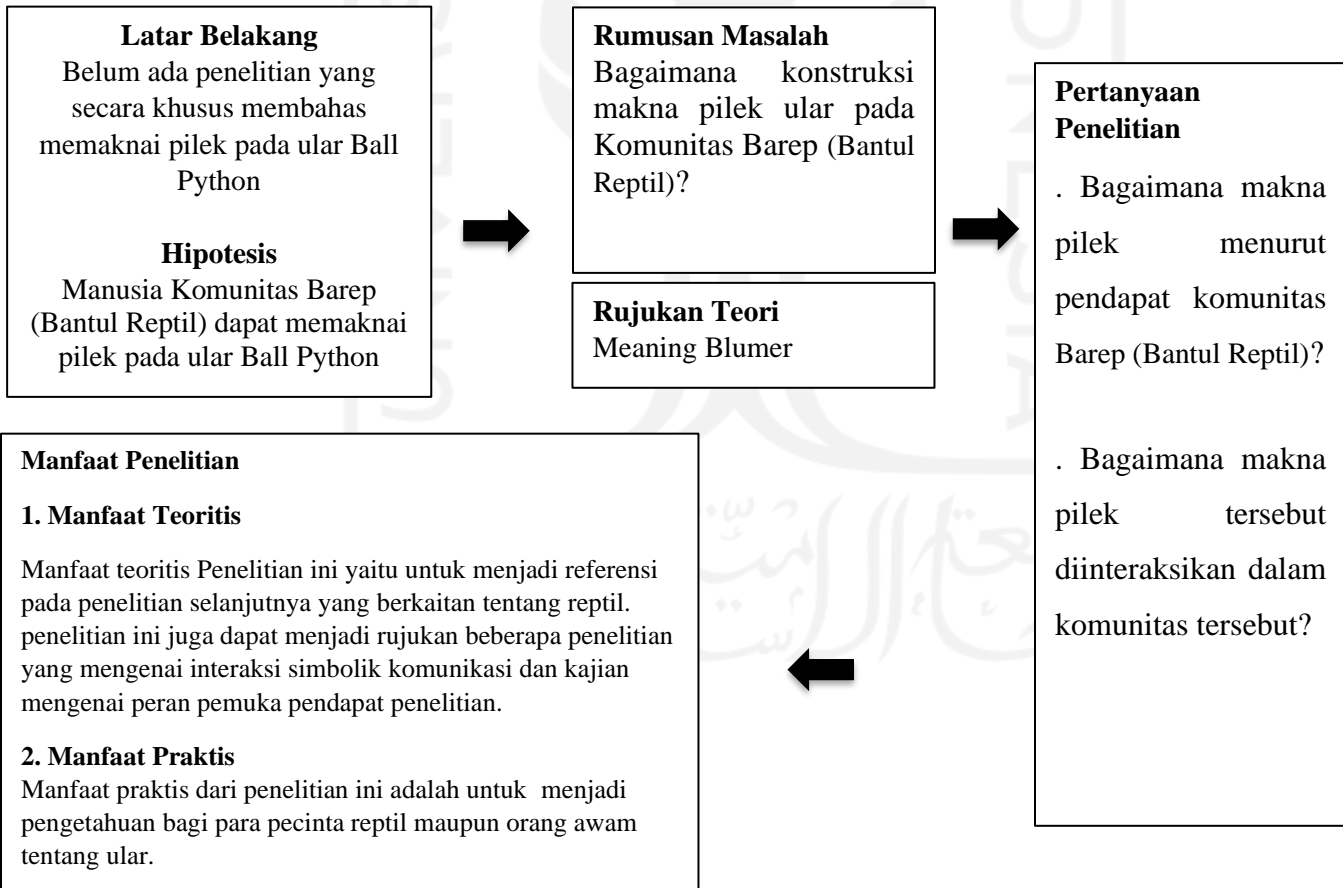 Latar Belakang
Belum ada penelitian yang
secara khusus membahas
memaknai pilek pada ular Ball
Python
Hipotesis
Manusia Komunitas Barep
(Bantul Reptil) dapat memaknai
pilek pada ular Ball Python
Rumusan Masalah
Bagaimana konstruksi
makna pilek ular pada
Komunitas Barep (Bantul
Reptil)?
Rujukan Teori
Meaning Blumer
Pertanyaan
Penelitian
. Bagaimana makna
pilek menurut
pendapat komunitas
Barep (Bantul Reptil)?
. Bagaimana makna
pilek tersebut
diinteraksikan dalam
komunitas tersebut?
Manfaat Penelitian
1. Manfaat Teoritis
Manfaat teoritis Penelitian ini yaitu untuk menjadi referensi
pada penelitian selanjutnya yang berkaitan tentang reptil.
penelitian ini juga dapat menjadi rujukan beberapa penelitian
yang mengenai interaksi simbolik komunikasi dan kajian
mengenai peran pemuka pendapat penelitian.
2. Manfaat Praktis
Manfaat praktis dari penelitian ini adalah untuk menjadi
pengetahuan bagi para pecinta reptil maupun orang awam
tentang ular.